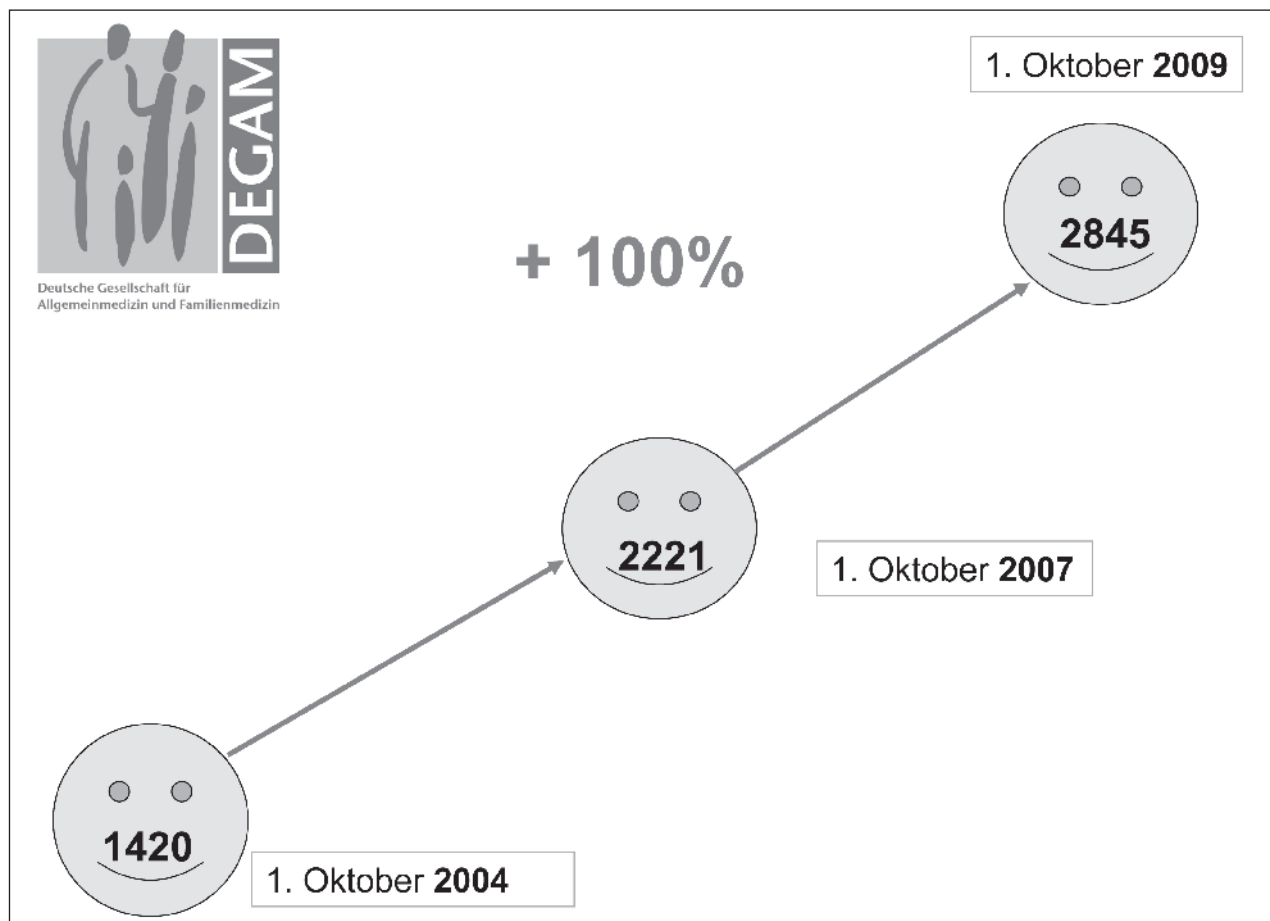 DEGAM
Deutsche Gesellschaft für
Allgemeinmedizin und Familienmedizin
1. Oktober 2009
2845
+ 100%
2221
1. Oktober 2007
1420
1. Oktober 2004